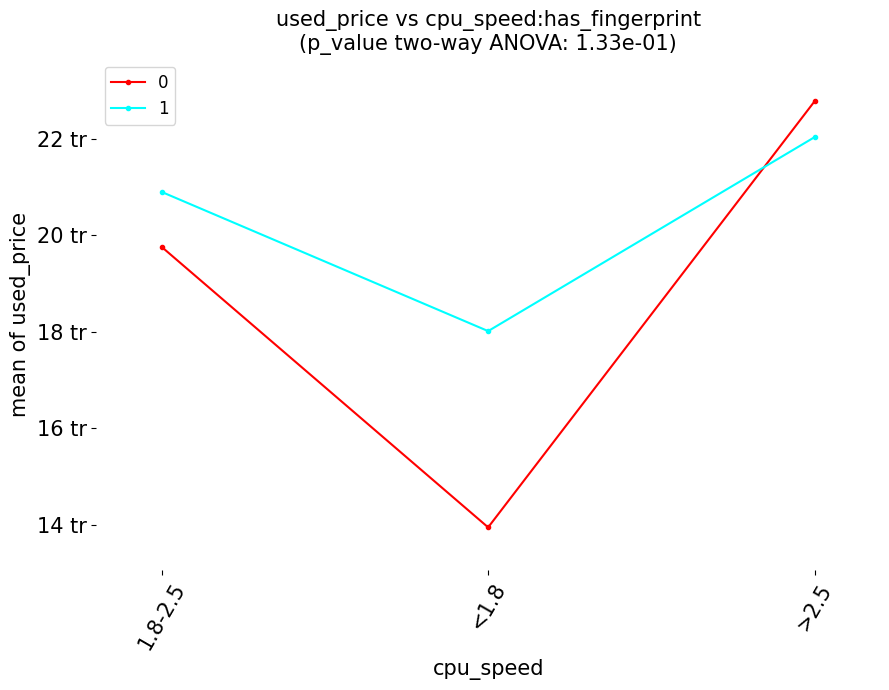 used_price vs cpu_speed:has_fingerprint
(p_value two-way ANOVA: 1.33e-01)
0
1
22 tr
20 tr
18 tr
16 tr
14 tr
mean of used_price
1.8-2.5
<1.8
>2.5
cpu_speed